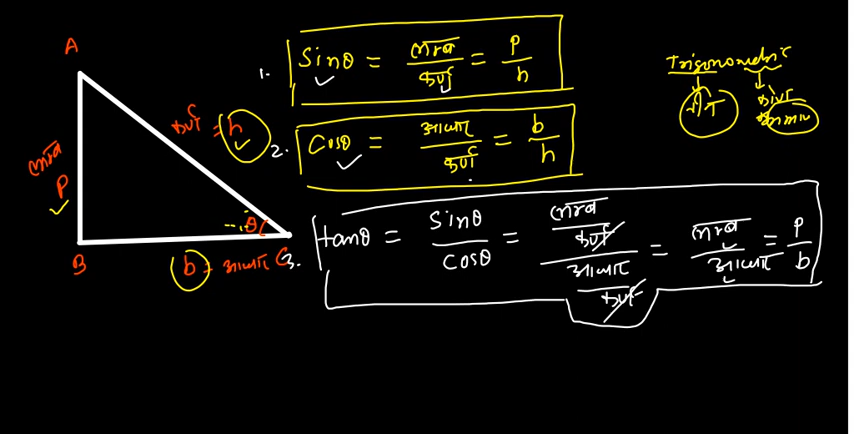 A
कर्ण = h
लम्ब
P
θ
B
b = आधार
C
1. Sinθ = लम्ब/कर्ण = P/h
2. Cosθ = आधार/कर्ण = b/h
3. tanθ = Sinθ/Cosθ = (लम्ब/कर्ण)/(आधार/कर्ण) = लम्ब/आधार = P/b
Trigonometric